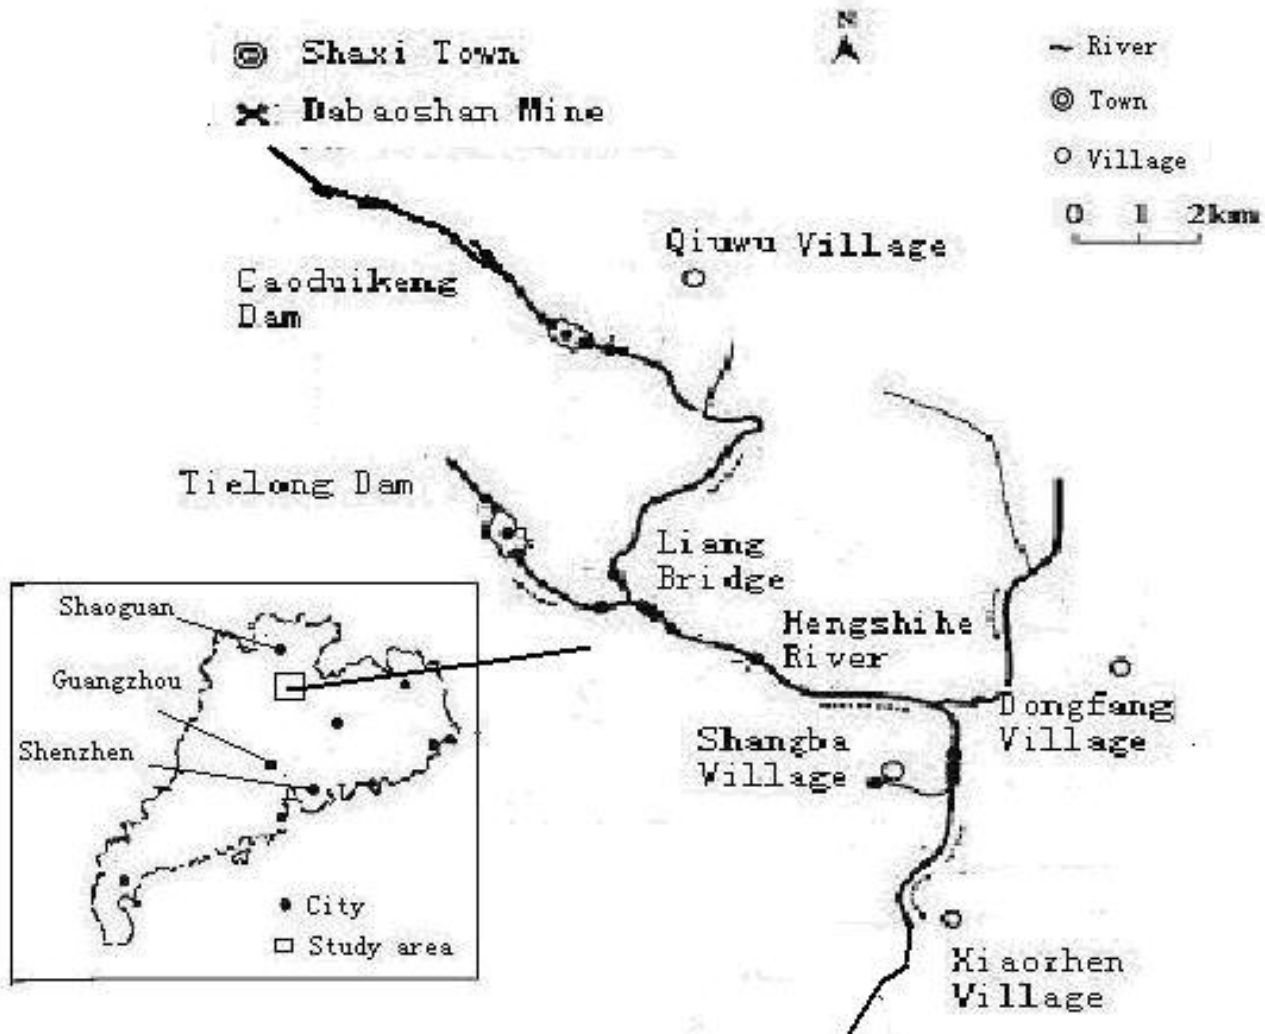 N
Shaxi Town
Dabaoshan Mine
River
Town
Village
0 1 2km
Qiuwu Village
Caoduikeng
Dam
Tielong Dam
Liang
Bridge
Hengshihe
River
Dongfang
Village
Shangba
Village
Xiaozhen
Village
Shaoguan
Guangzhou
Shenzhen
City
Study area